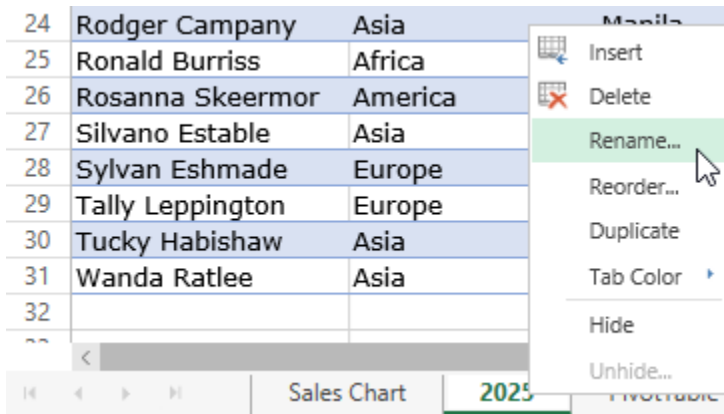 24 Rodger Campany Asia Manila
Insert
25 Ronald Burriss Africa
26 Rosanna Skeermor America Delete
27 Silvano Estable Asia Rename...
28 Sylvan Eshmade Europe
Reorder...
29 Tally Leppington Europe
30 Tucky Habishaw Asia Duplicate
31 Wanda Ratlee Asia Tab Color
32
Hide
Unhide...
Sales Chart 2025 PivotTable